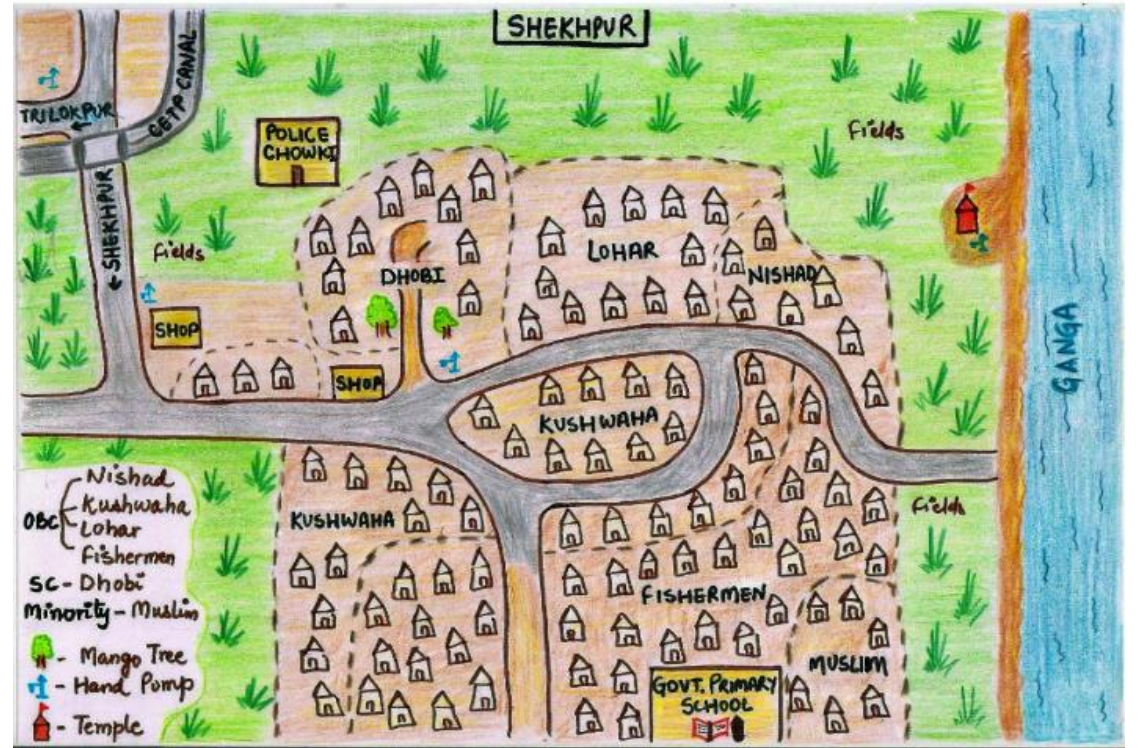 SHEKHPUR
TRILOKPUR
CETP CANAL
POLICE
CHOWKI
Fields
SHEKHPUR
Fields
LOHAR
DHOBI
NISHAD
SHOP
SHOP
GANGA
KUSHWAHA
KUSHWAHA
Fields
FISHERMEN
MUSLIM
GOVT. PRIMARY
SCHOOL
OBC
Nishad
Kushwaha
Lohar
Fishermen
SC - Dhobi
Minority - Muslim
- Mango Tree
- Hand Pump
- Temple